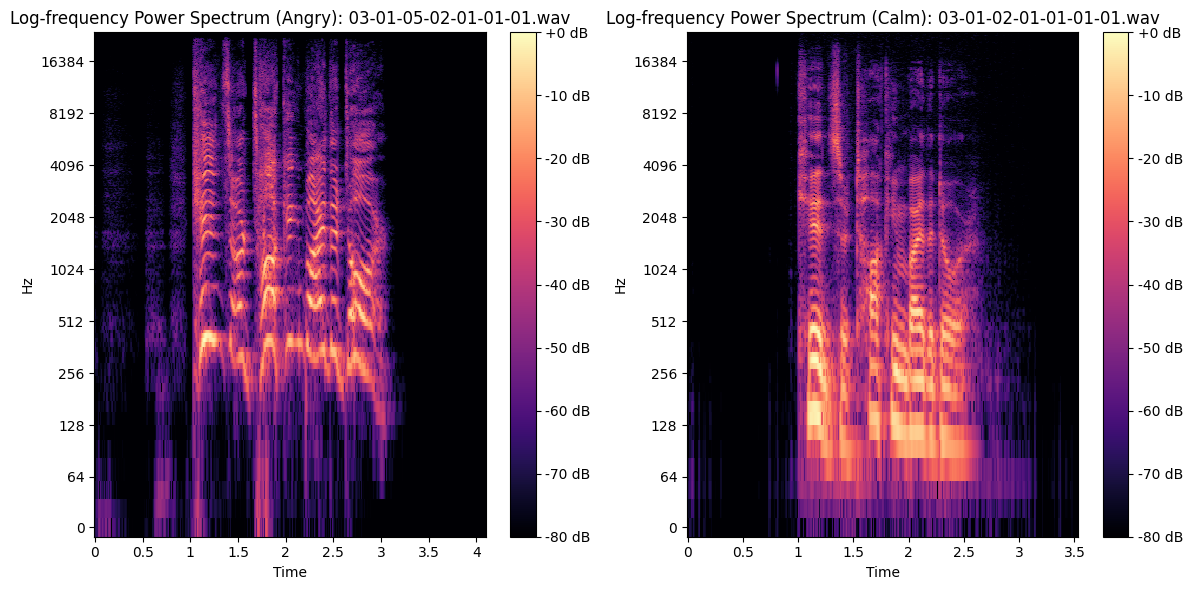 Log-frequency Power Spectrum (Angry): 03-01-05-02-01-01-01.wav
Hz
16384
8192
4096
2048
1024
512
256
128
64
0
0 0.5 1 1.5 2 2.5 3 3.5 4
Time
+0 dB
-10 dB
-20 dB
-30 dB
-40 dB
-50 dB
-60 dB
-70 dB
-80 dB
Log-frequency Power Spectrum (Calm): 03-01-02-01-01-01-01.wav
Hz
16384
8192
4096
2048
1024
512
256
128
64
0
0 0.5 1 1.5 2 2.5 3 3.5
Time
+0 dB
-10 dB
-20 dB
-30 dB
-40 dB
-50 dB
-60 dB
-70 dB
-80 dB